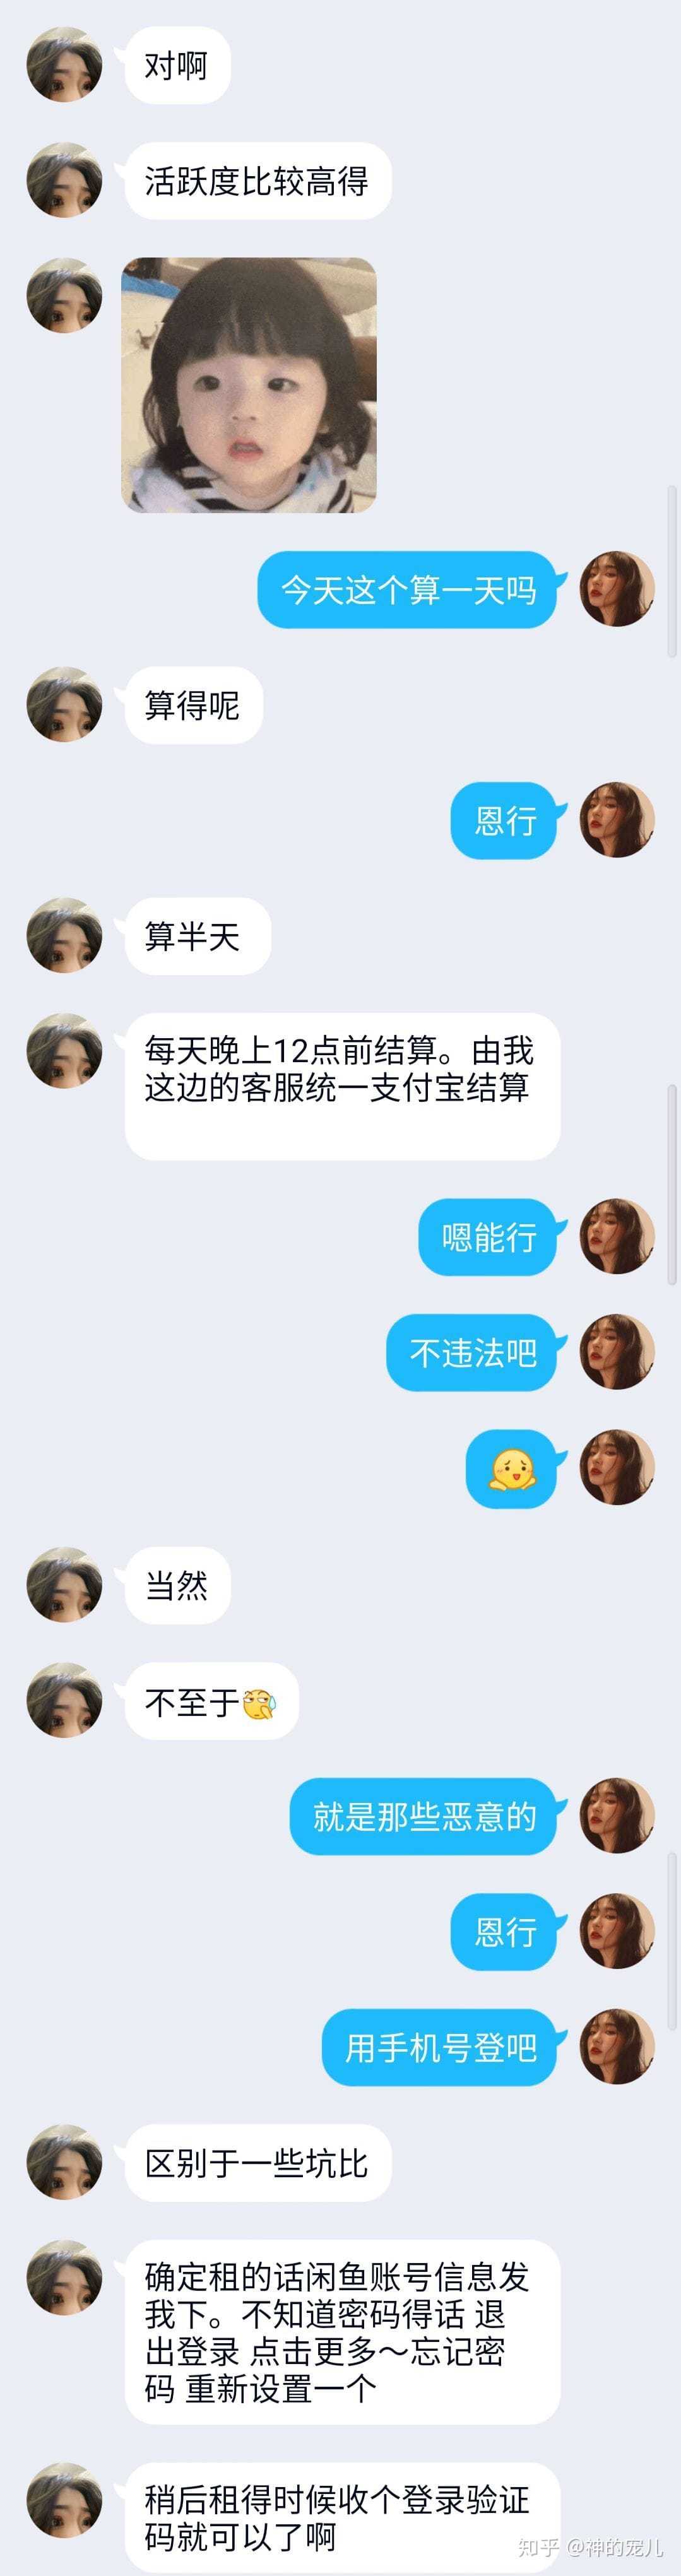 对啊
活跃度比较高得
今天这个算一天吗
算得呢
恩行
算半天
每天晚上12点前结算。由我
这边的客服统一支付宝结算
嗯能行
不违法吧
当然
不至于
就是那些恶意的
恩行
用手机号登吧
区别于一些坑比
确定租的话闲鱼账号信息发
我下。不知道密码得话 退
出登录 点击更多～忘记密
码 重新设置一个
稍后租得时候收个登录验证
码就可以了啊
知乎 @神的宠儿